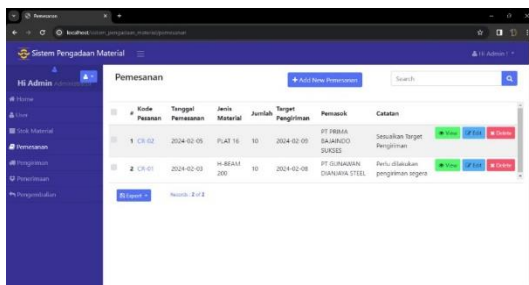 Pemesanan
localhost/sistem_pengadaan_material/pemesanan
Sistem Pengadaan Material
Hi Admin !
Hi Admin
Home
User
Stok Material
Pemesanan
Pengiriman
Penerimaan
Pengembalian
Pemesanan
+ Add New Pemesanan
Search
# Kode Pesanan Tanggal Pemesanan Jenis Material Jumlah Target Pengiriman Pemasok Catatan
1 CR-02 2024-02-05 PLAT 16 10 2024-02-09 PT PRIMA BAJAINDO SUKSES Sesuaikan Target Pengiriman View Edit Delete
2 CR-01 2024-02-03 H-BEAM 200 10 2024-02-08 PT GUNAWAN DIANJAYA STEEL Perlu dilakukan pengiriman segera View Edit Delete
Export
Records : 2 of 2